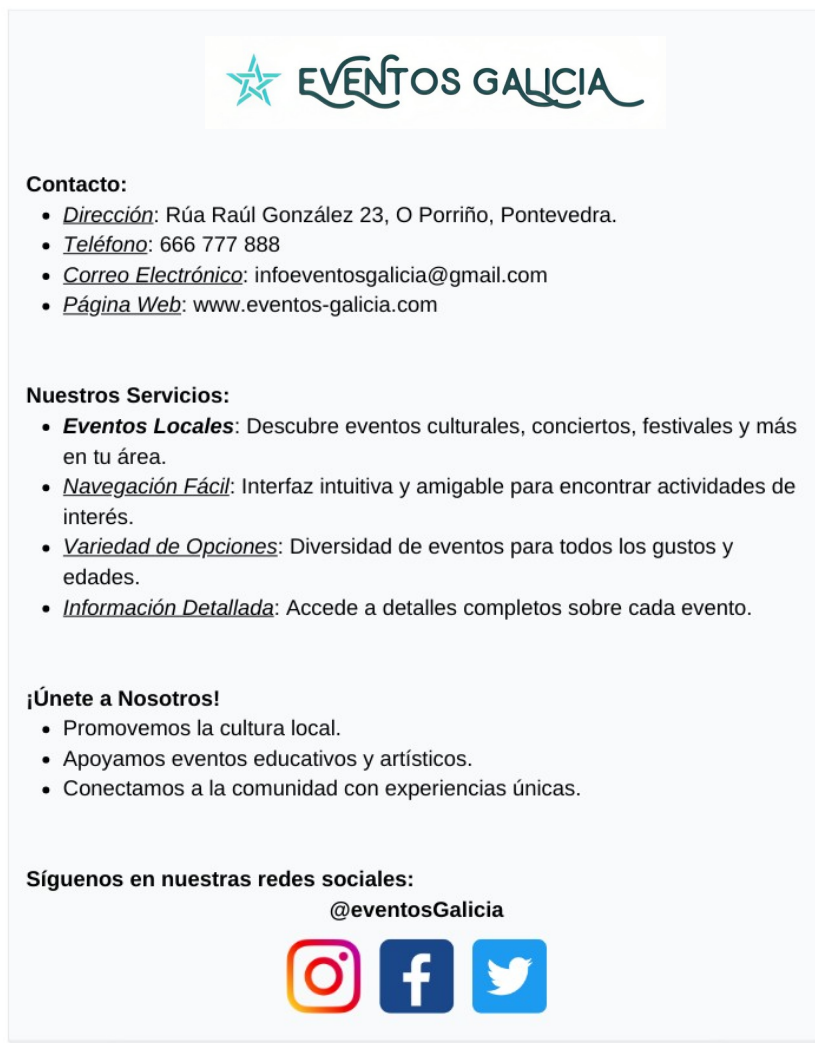 EVENTOS GALICIA
Contacto:
• Dirección: Rúa Raúl González 23, O Porriño, Pontevedra.
• Teléfono: 666 777 888
• Correo Electrónico: infoeventosgalicia@gmail.com
• Página Web: www.eventos-galicia.com
Nuestros Servicios:
• Eventos Locales: Descubre eventos culturales, conciertos, festivales y más
en tu área.
• Navegación Fácil: Interfaz intuitiva y amigable para encontrar actividades de
interés.
• Variedad de Opciones: Diversidad de eventos para todos los gustos y
edades.
• Información Detallada: Accede a detalles completos sobre cada evento.
¡Únete a Nosotros!
• Promovemos la cultura local.
• Apoyamos eventos educativos y artísticos.
• Conectamos a la comunidad con experiencias únicas.
Síguenos en nuestras redes sociales:
@eventosGalicia